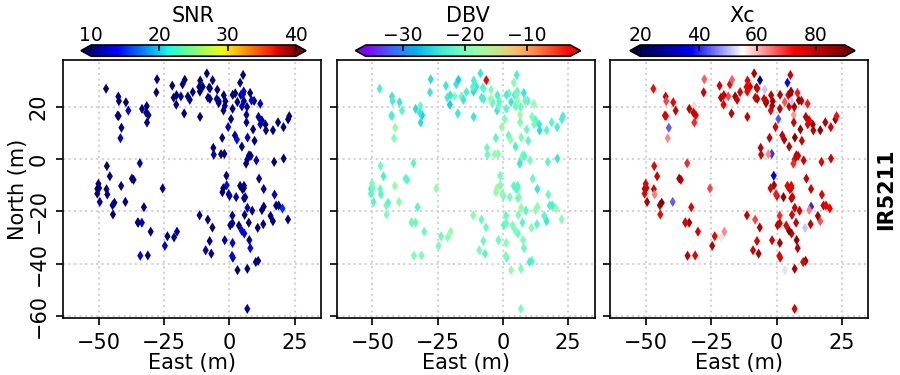 SNR DBV Xc
10 20 30 40 −30 −20 −10 20 40 60 80
20
0
−20
−40
−60
North (m)
−50 −25 0 25 −50 −25 0 25 −50 −25 0 25
East (m) East (m) East (m)
IR5211